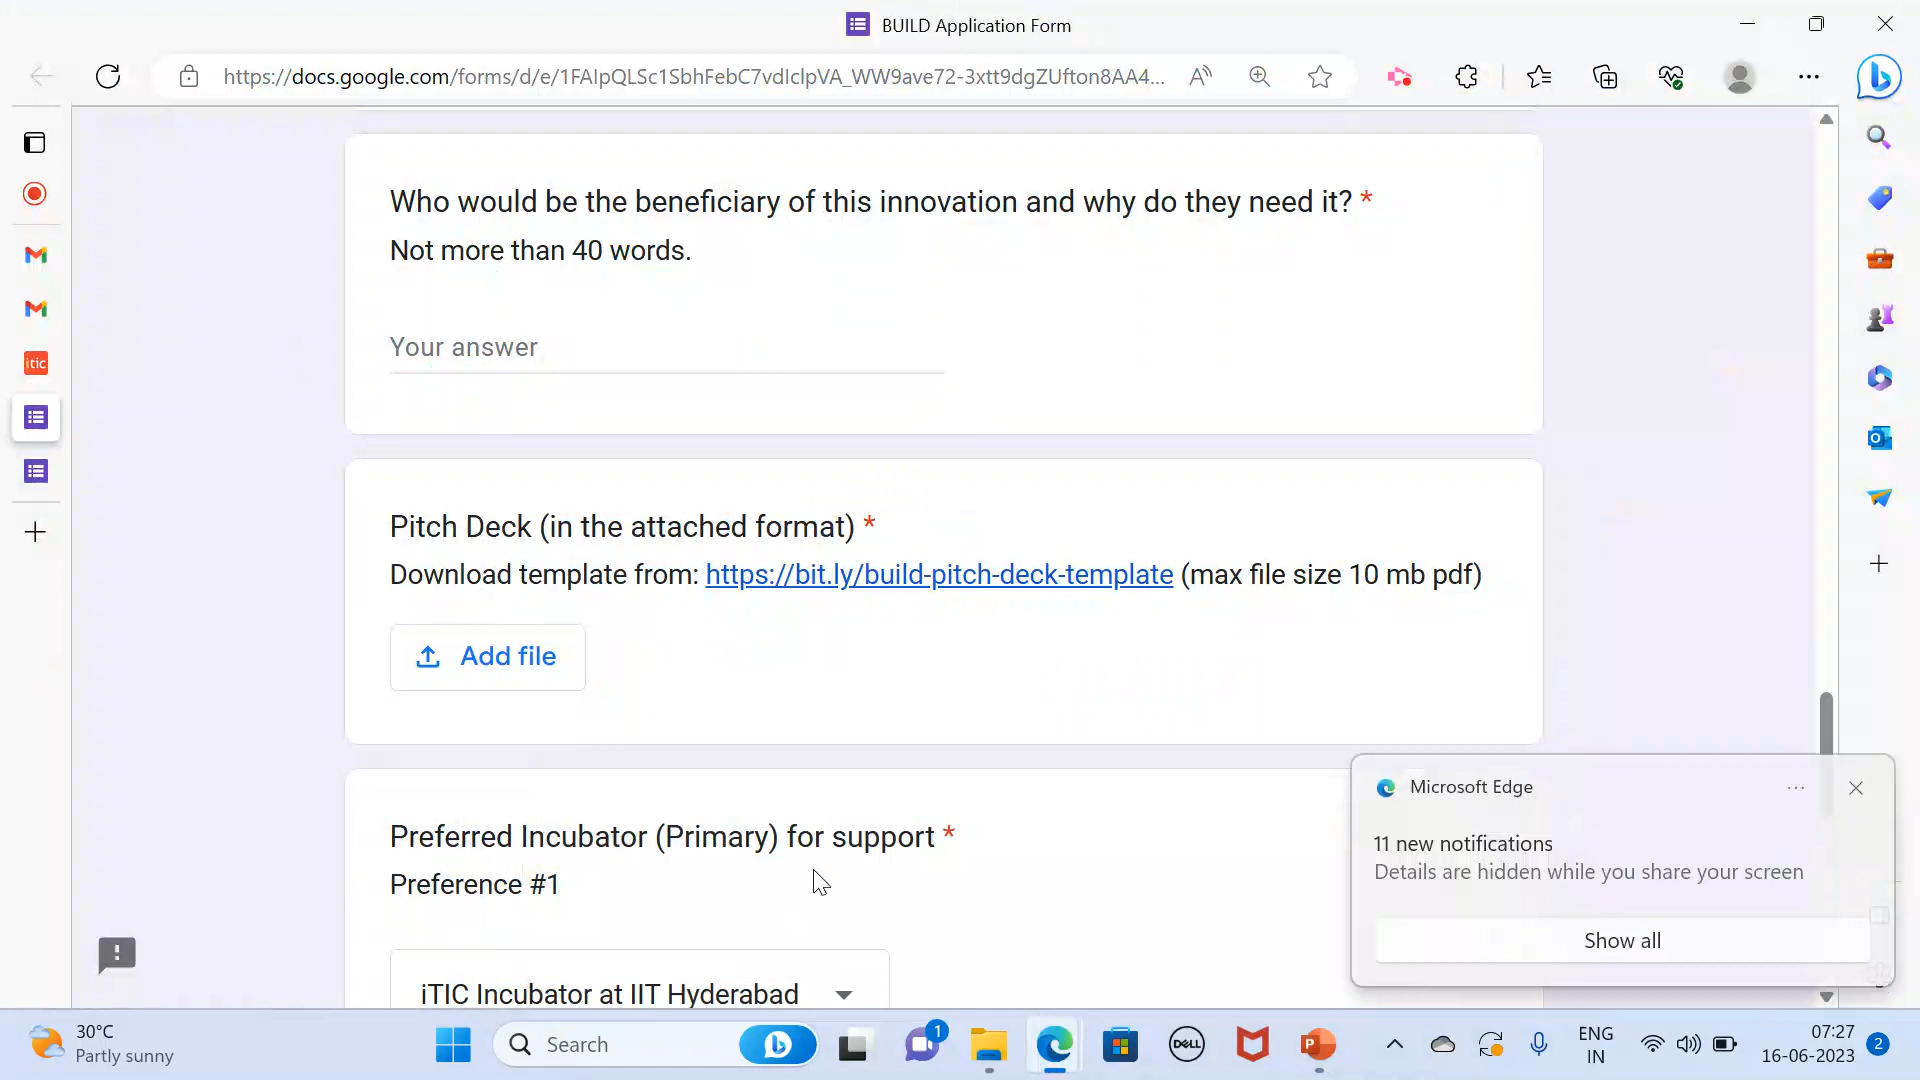 BUILD Application Form
https://docs.google.com/forms/d/e/1FAIpQLSc1SbhFebC7vdIclpVA_WW9ave72-3xtt9dgZUfton8AA4...
itic
Who would be the beneficiary of this innovation and why do they need it? *
Not more than 40 words.
Your answer
Pitch Deck (in the attached format) *
Download template from: https://bit.ly/build-pitch-deck-template (max file size 10 mb pdf)
Add file
Preferred Incubator (Primary) for support *
Preference #1
iTIC Incubator at IIT Hyderabad
Microsoft Edge
11 new notifications
Details are hidden while you share your screen
Show all
30°C
Partly sunny
Search
1
DELL
ENG
IN
07:27
16-06-2023
2